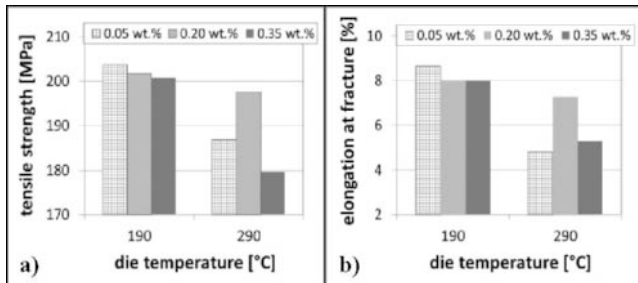 0.05 wt.% 0.20 wt.% 0.35 wt.%
tensile strength [MPa]
210
200
190
180
170
190 290
die temperature [°C]
a)
0.05 wt.% 0.20 wt.% 0.35 wt.%
elongation at fracture [%]
10
8
6
4
2
190 290
die temperature [°C]
b)